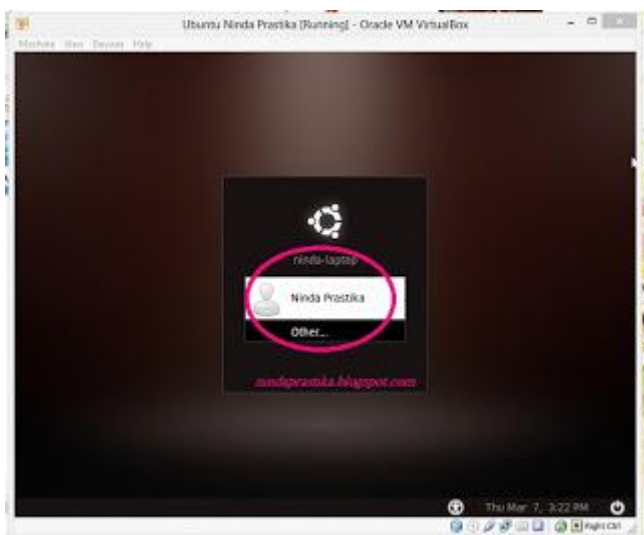 Ubuntu Ninda Prastika [Running] - Oracle VM VirtualBox
Machine View Devices Help
ninda-laptop
Ninda Prastika
Other...
nindaprastika.blogspot.com
Thu Mar 7, 3:22 PM
Right Ctrl